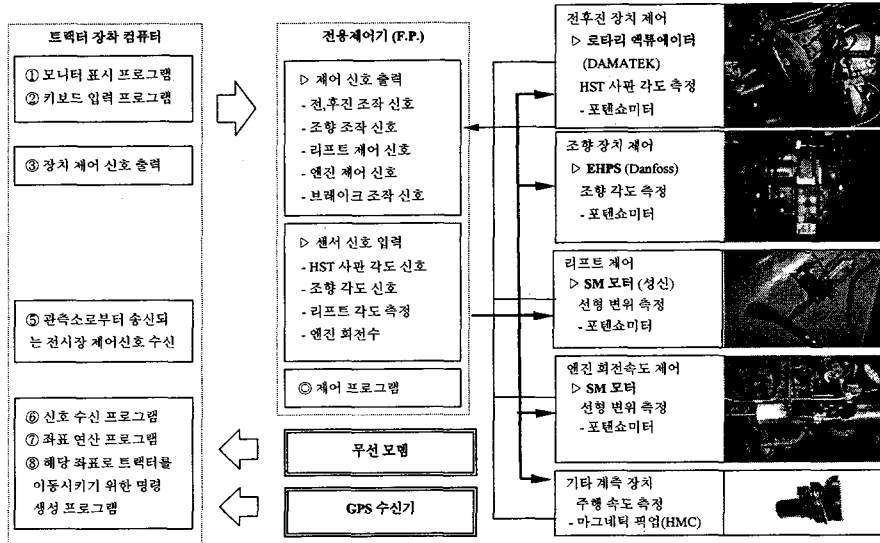 트랙터 장착 컴퓨터
① 모니터 표시 프로그램
② 키보드 입력 프로그램
③ 장치 제어 신호 출력
⑤ 관측소로부터 송신되
는 전시장 제어신호 수신
⑥ 신호 수신 프로그램
⑦ 좌표 연산 프로그램
⑧ 해당 좌표로 트랙터를
이동시키기 위한 명령
생성 프로그램
전용제어기 (F.P.)
▷ 제어 신호 출력
- 전,후진 조작 신호
- 조향 조작 신호
- 리프트 제어 신호
- 엔진 제어 신호
- 브레이크 조작 신호
▷ 센서 신호 입력
- HST 사판 각도 신호
- 조향 각도 신호
- 리프트 각도 측정
- 엔진 회전수
◎ 제어 프로그램
무선 모뎀
GPS 수신기
전후진 장치 제어
▷ 로타리 액튜에이터
(DAMATEK)
HST 사판 각도 측정
- 포텐쇼미터
조향 장치 제어
▷ EHPS (Danfoss)
조향 각도 측정
- 포텐쇼미터
리프트 제어
▷ SM 모터 (성신)
선형 변위 측정
- 포텐쇼미터
엔진 회전속도 제어
▷ SM 모터
선형 변위 측정
- 포텐쇼미터
기타 계측 장치
주행 속도 측정
- 마그네틱 픽업(HMC)